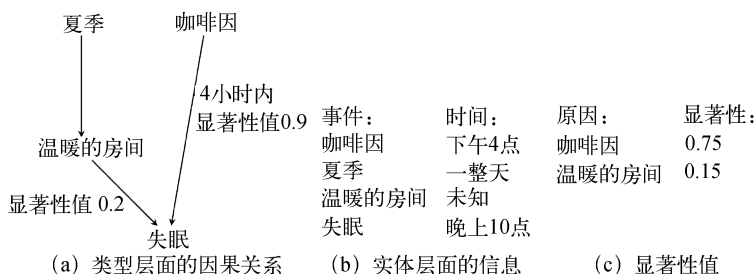 夏季
咖啡因
4小时内
显著性值0.9
温暖的房间
显著性值 0.2
失眠
(a) 类型层面的因果关系
事件： 时间：
咖啡因 下午4点
夏季 一整天
温暖的房间 未知
失眠 晚上10点
(b) 实体层面的信息
原因： 显著性：
咖啡因 0.75
温暖的房间 0.15
(c) 显著性值